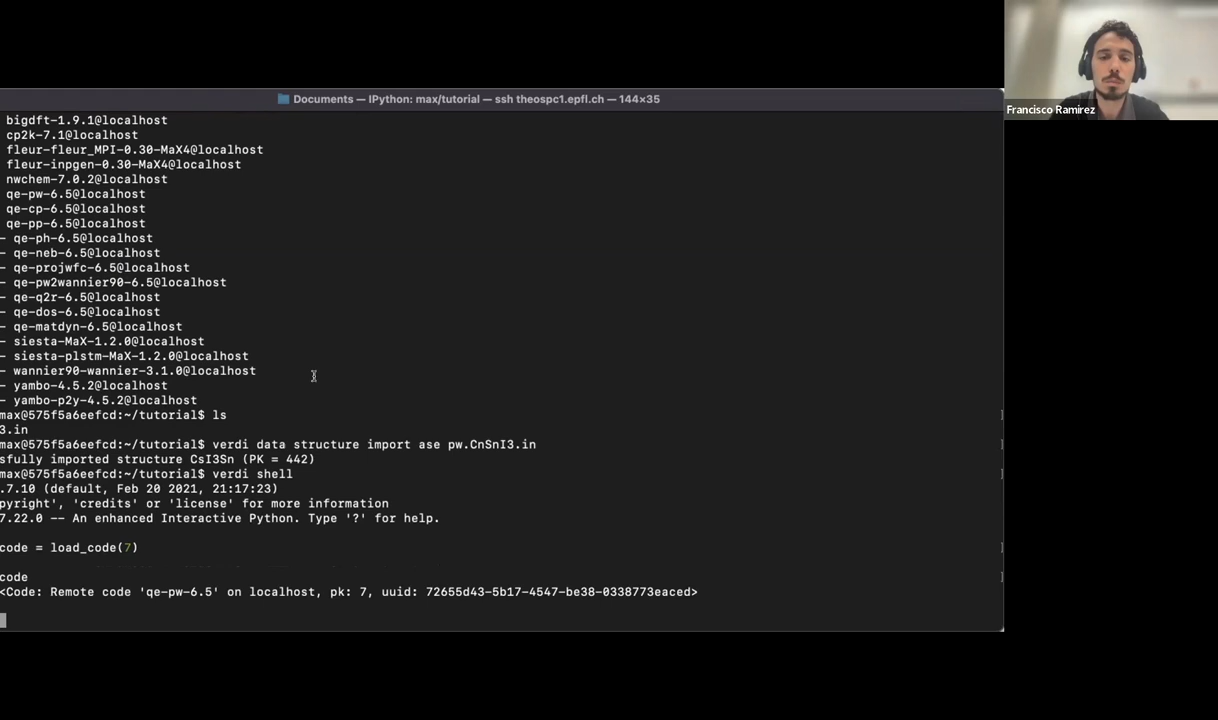 Documents — IPython: max/tutorial — ssh theospc1.epfl.ch — 144×35
Francisco Ramirez
bigdft-1.9.1@localhost
cp2k-7.1@localhost
fleur-fleur_MPI-0.30-MaX4@localhost
fleur-inpgen-0.30-MaX4@localhost
nwchem-7.0.2@localhost
qe-pw-6.5@localhost
qe-cp-6.5@localhost
qe-pp-6.5@localhost
- qe-ph-6.5@localhost
- qe-neb-6.5@localhost
- qe-projwfc-6.5@localhost
- qe-pw2wannier90-6.5@localhost
- qe-q2r-6.5@localhost
- qe-dos-6.5@localhost
- qe-matdyn-6.5@localhost
- siesta-MaX-1.2.0@localhost
- siesta-plstm-MaX-1.2.0@localhost
- wannier90-wannier-3.1.0@localhost
- yambo-4.5.2@localhost
- yambo-p2y-4.5.2@localhost
max@575f5a6eefcd:~/tutorial$ ls
3.in
max@575f5a6eefcd:~/tutorial$ verdi data structure import ase pw.CnSnI3.in
sfully imported structure CsI3Sn (PK = 442)
max@575f5a6eefcd:~/tutorial$ verdi shell
.7.10 (default, Feb 20 2021, 21:17:23)
pyright', 'credits' or 'license' for more information
7.22.0 -- An enhanced Interactive Python. Type '?' for help.
code = load_code(7)
code
<Code: Remote code 'qe-pw-6.5' on localhost, pk: 7, uuid: 72655d43-5b17-4547-be38-0338773eaced>